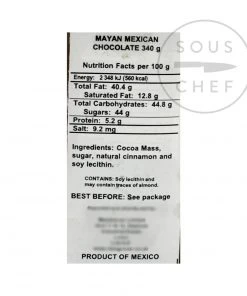 SOUS
CHEF
MAYAN MEXICAN
CHOCOLATE 340 g
Nutrition Facts per 100 g
Energy: 2 348 kJ (560 kcal)
Total Fat: 40.4 g
Saturated Fat: 12.8 g
Total Carbohydrates: 44.8 g
Sugars: 44 g
Protein: 5.2 g
Salt: 9.2 mg
Ingredients: Cocoa Mass,
sugar, natural cinnamon and
soy lecithin.
CONTAINS: Soy lecithin and
may contain traces of almond.
BEST BEFORE: See package
PRODUCT OF MEXICO